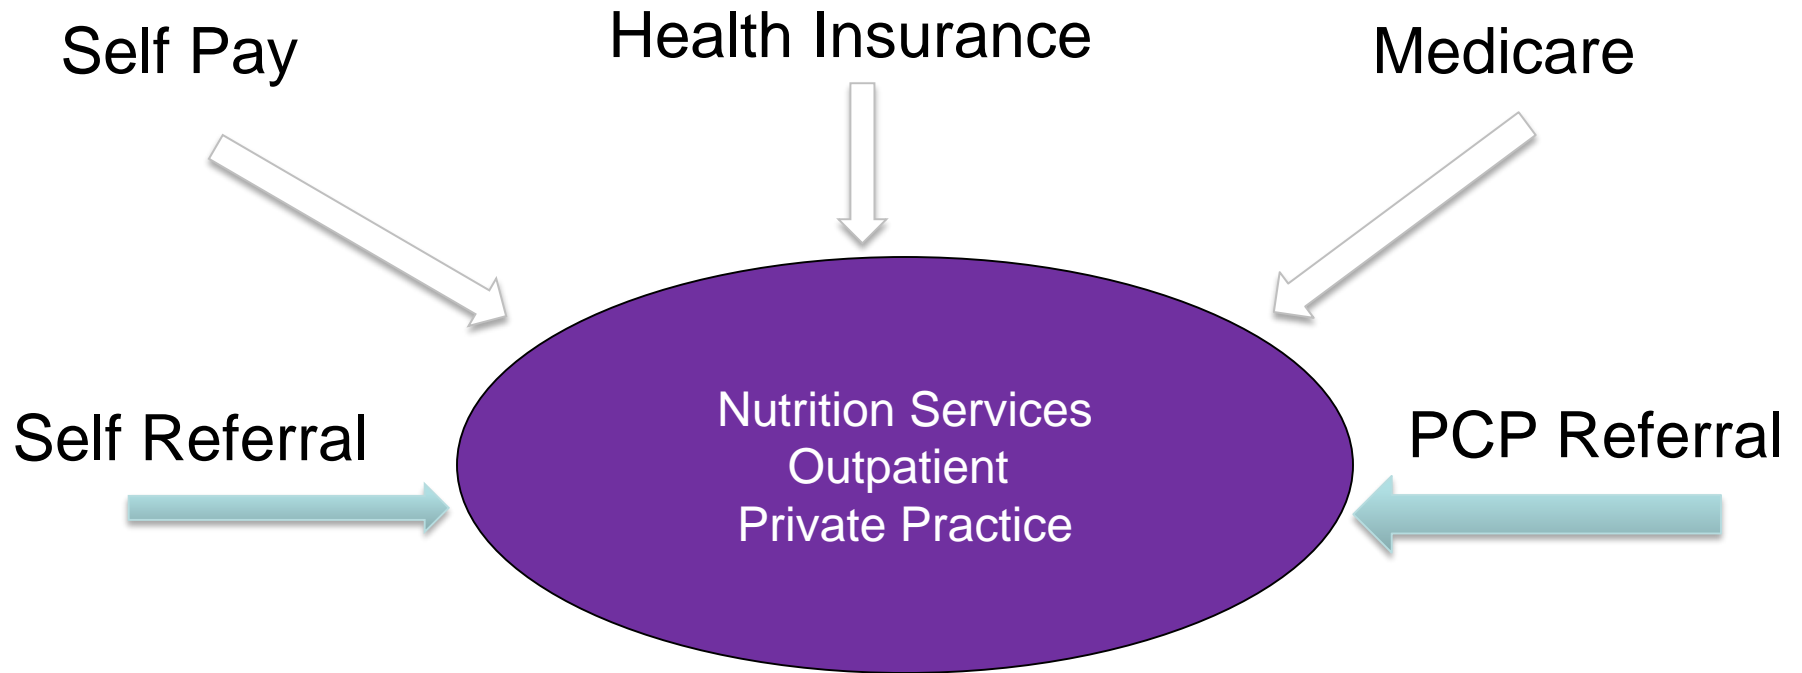 Self Pay
Health Insurance
Medicare
Self Referral
Nutrition Services
Outpatient
Private Practice
PCP Referral